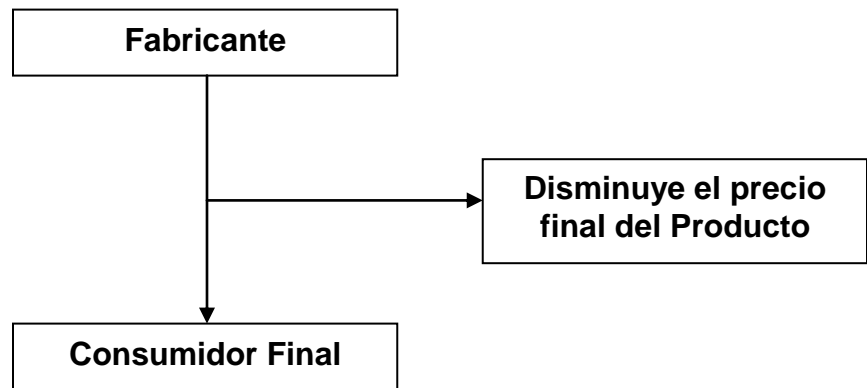 Fabricante
Disminuye el precio
final del Producto
Consumidor Final